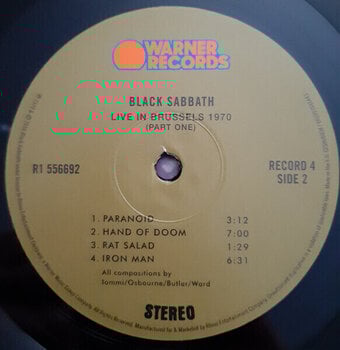 WARNER
RECORDS
BLACK SABBATH
LIVE IN BRUSSELS 1970
(PART ONE)
R1 556692
RECORD 4
SIDE 2
1. PARANOID 3:12
2. HAND OF DOOM 7:00
3. RAT SALAD 1:29
4. IRON MAN 6:31
All compositions by
Iommi/Osbourne/Butler/Ward
STEREO